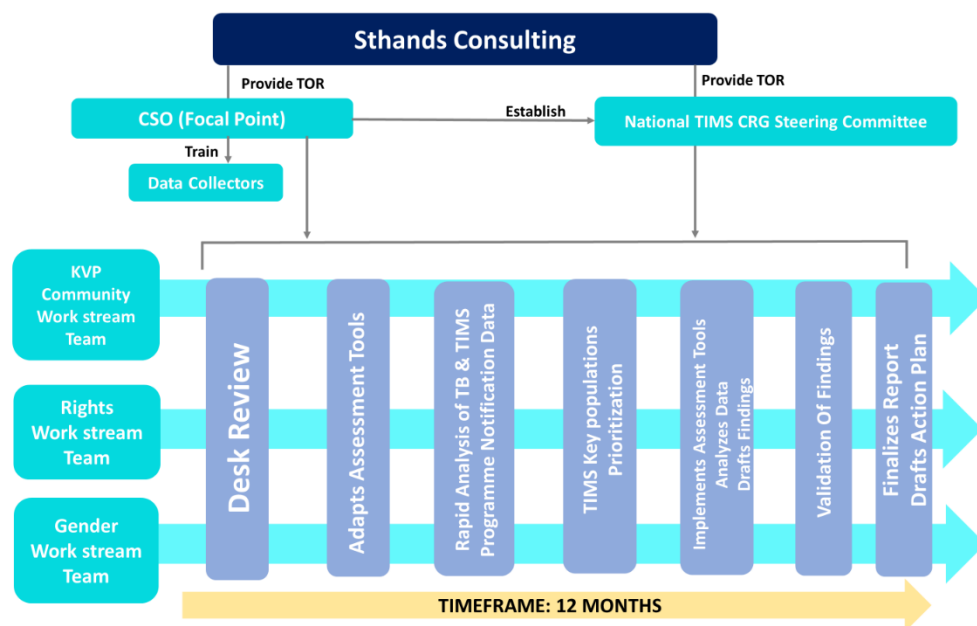 Sthands Consulting
Provide TOR
Provide TOR
CSO (Focal Point)
Establish
National TIMS CRG Steering Committee
Train
Data Collectors
KVP
Community
Work stream
Team
Rights
Work stream
Team
Gender
Work stream
Team
Desk Review
Adapts Assessment Tools
Rapid Analysis of TB & TIMS
Programme Notification Data
TIMS Key populations
Prioritization
Implements Assessment Tools
Analyzes Data
Drafts Findings
Validation Of Findings
Finalizes Report
Drafts Action Plan
TIMEFRAME: 12 MONTHS